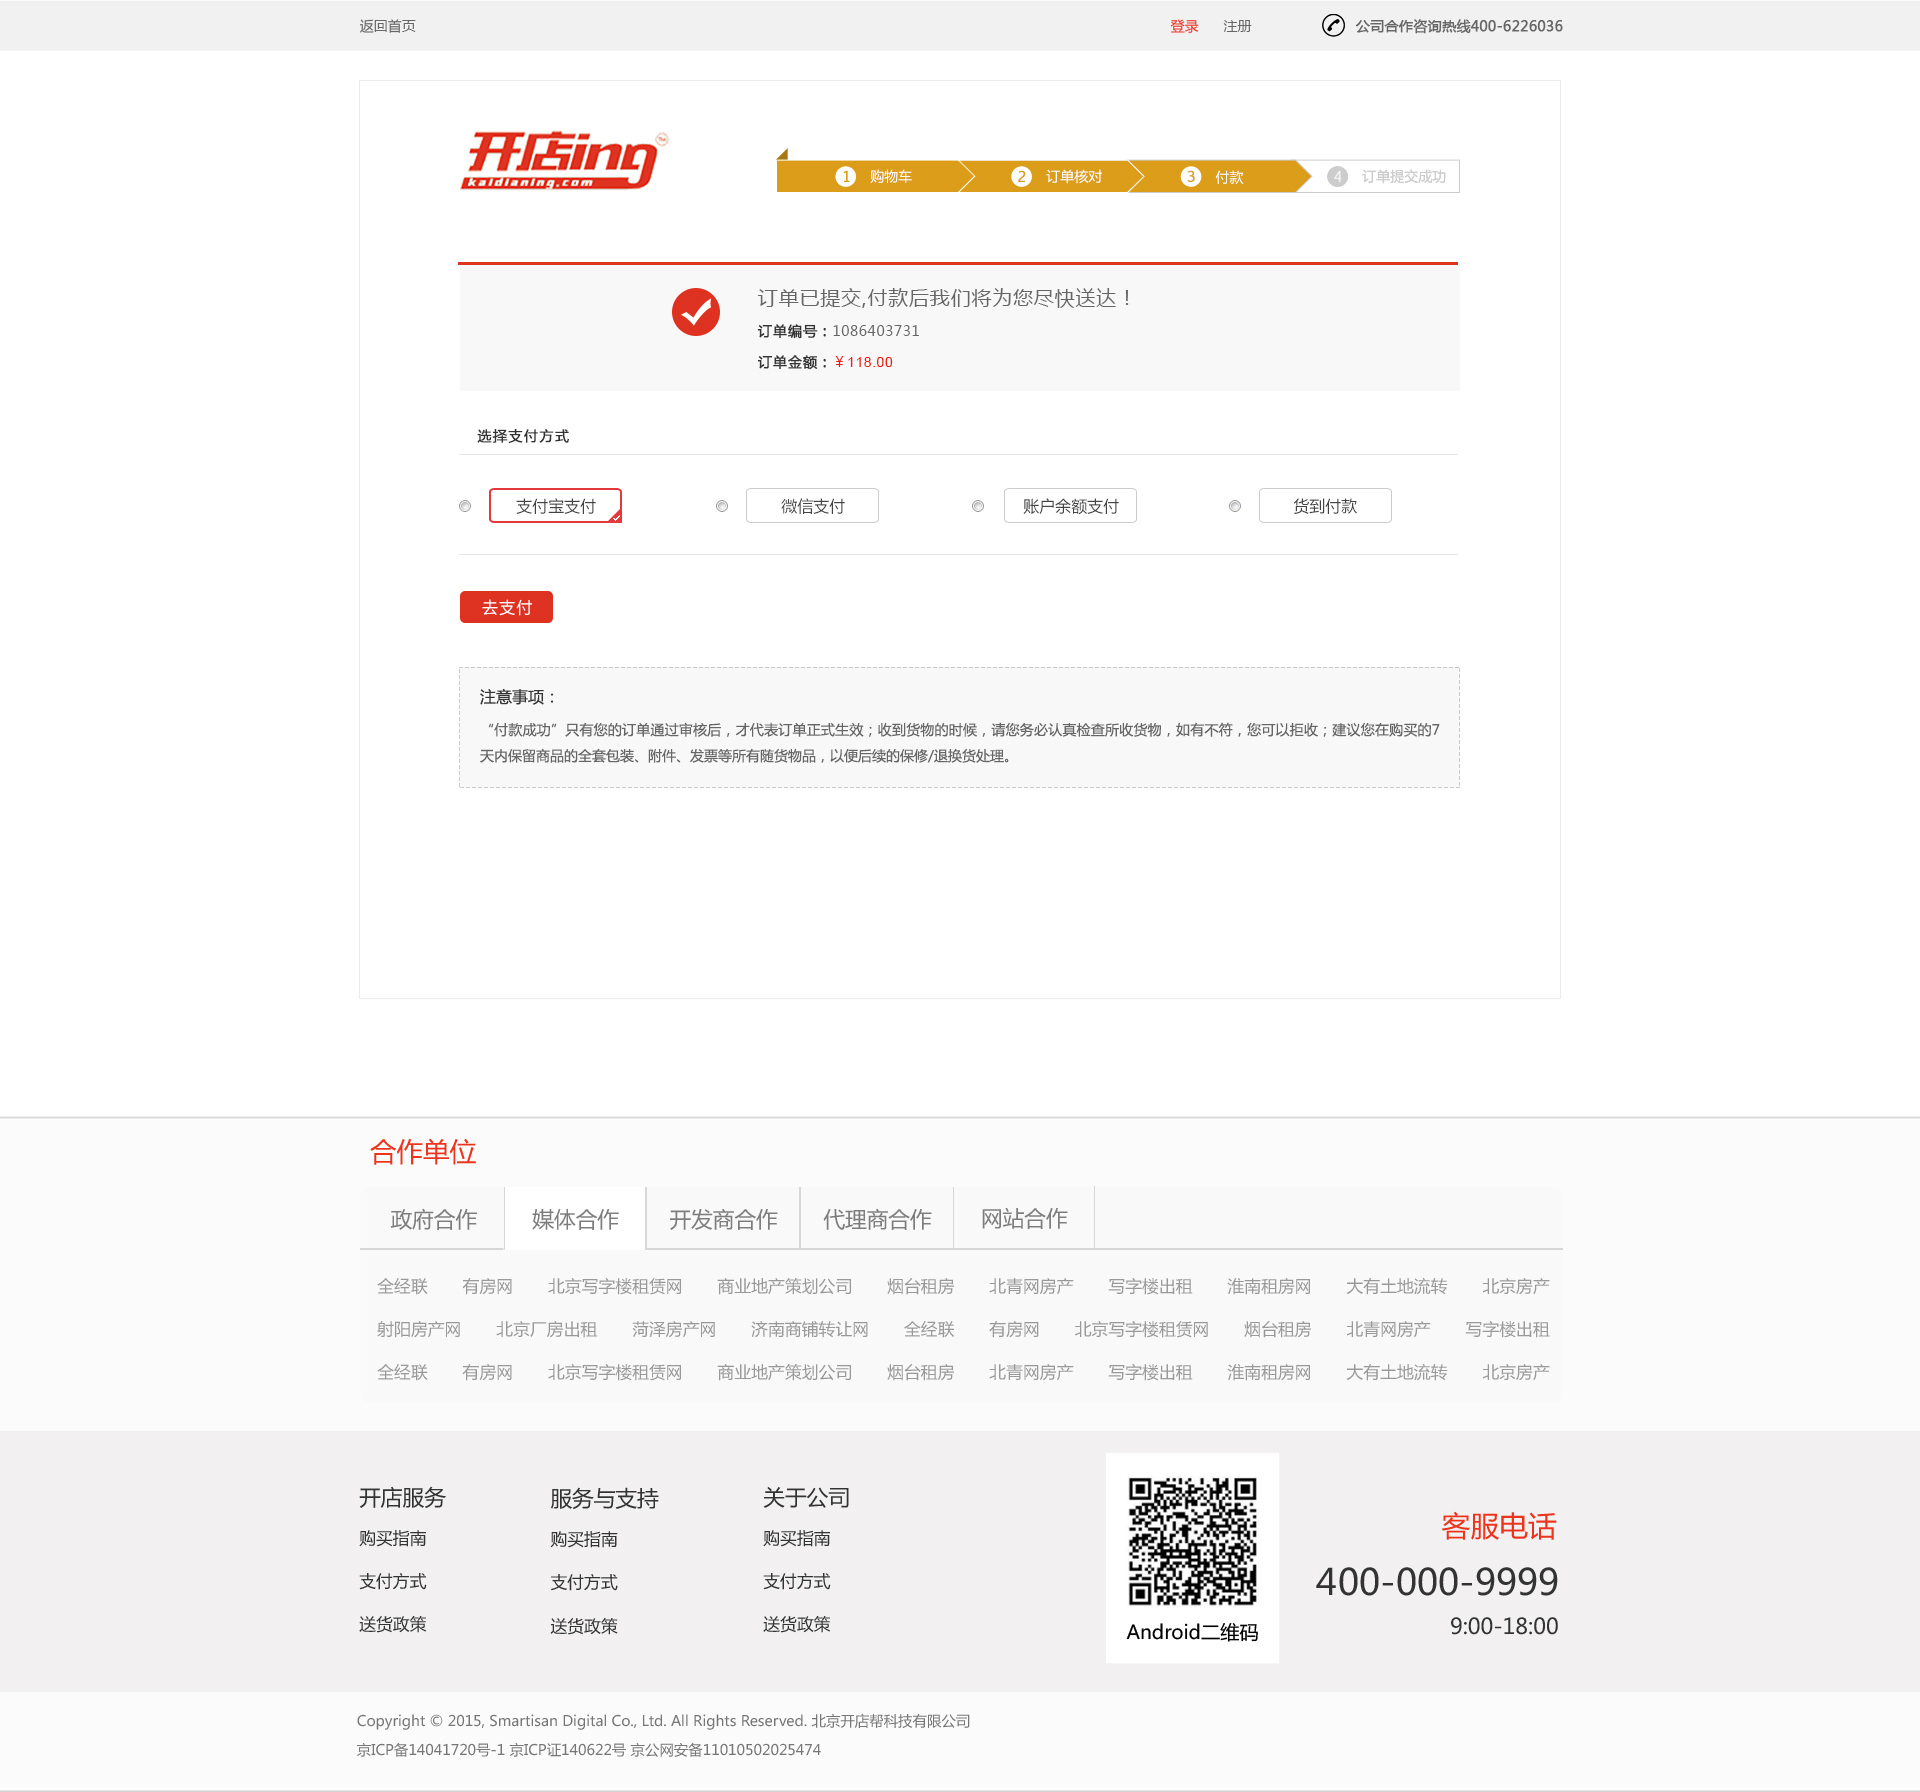 返回首页 登录 注册 公司合作咨询热线400-6226036
开店ing
kaidianing.com
1 购物车 2 订单核对 3 付款 4 订单提交成功
订单已提交,付款后我们将为您尽快送达！
订单编号：1086403731
订单金额：￥118.00
选择支付方式
支付宝支付 微信支付 账户余额支付 货到付款
去支付
注意事项：
“付款成功”只有您的订单通过审核后，才代表订单正式生效；收到货物的时候，请您务必认真检查所收货物，如有不符，您可以拒收；建议您在购买的7
天内保留商品的全套包装、附件、发票等所有随货物品，以便后续的保修/退换货处理。
合作单位
政府合作 媒体合作 开发商合作 代理商合作 网站合作
全经联 有房网 北京写字楼租赁网 商业地产策划公司 烟台租房 北青网房产 写字楼出租 淮南租房网 大有土地流转 北京房产
射阳房产网 北京厂房出租 菏泽房产网 济南商铺转让网 全经联 有房网 北京写字楼租赁网 烟台租房 北青网房产 写字楼出租
全经联 有房网 北京写字楼租赁网 商业地产策划公司 烟台租房 北青网房产 写字楼出租 淮南租房网 大有土地流转 北京房产
开店服务
购买指南
支付方式
送货政策
服务与支持
购买指南
支付方式
送货政策
关于公司
购买指南
支付方式
送货政策
Android二维码
客服电话
400-000-9999
9:00-18:00
Copyright © 2015, Smartisan Digital Co., Ltd. All Rights Reserved. 北京开店帮科技有限公司
京ICP备14041720号-1 京ICP证140622号 京公网安备11010502025474